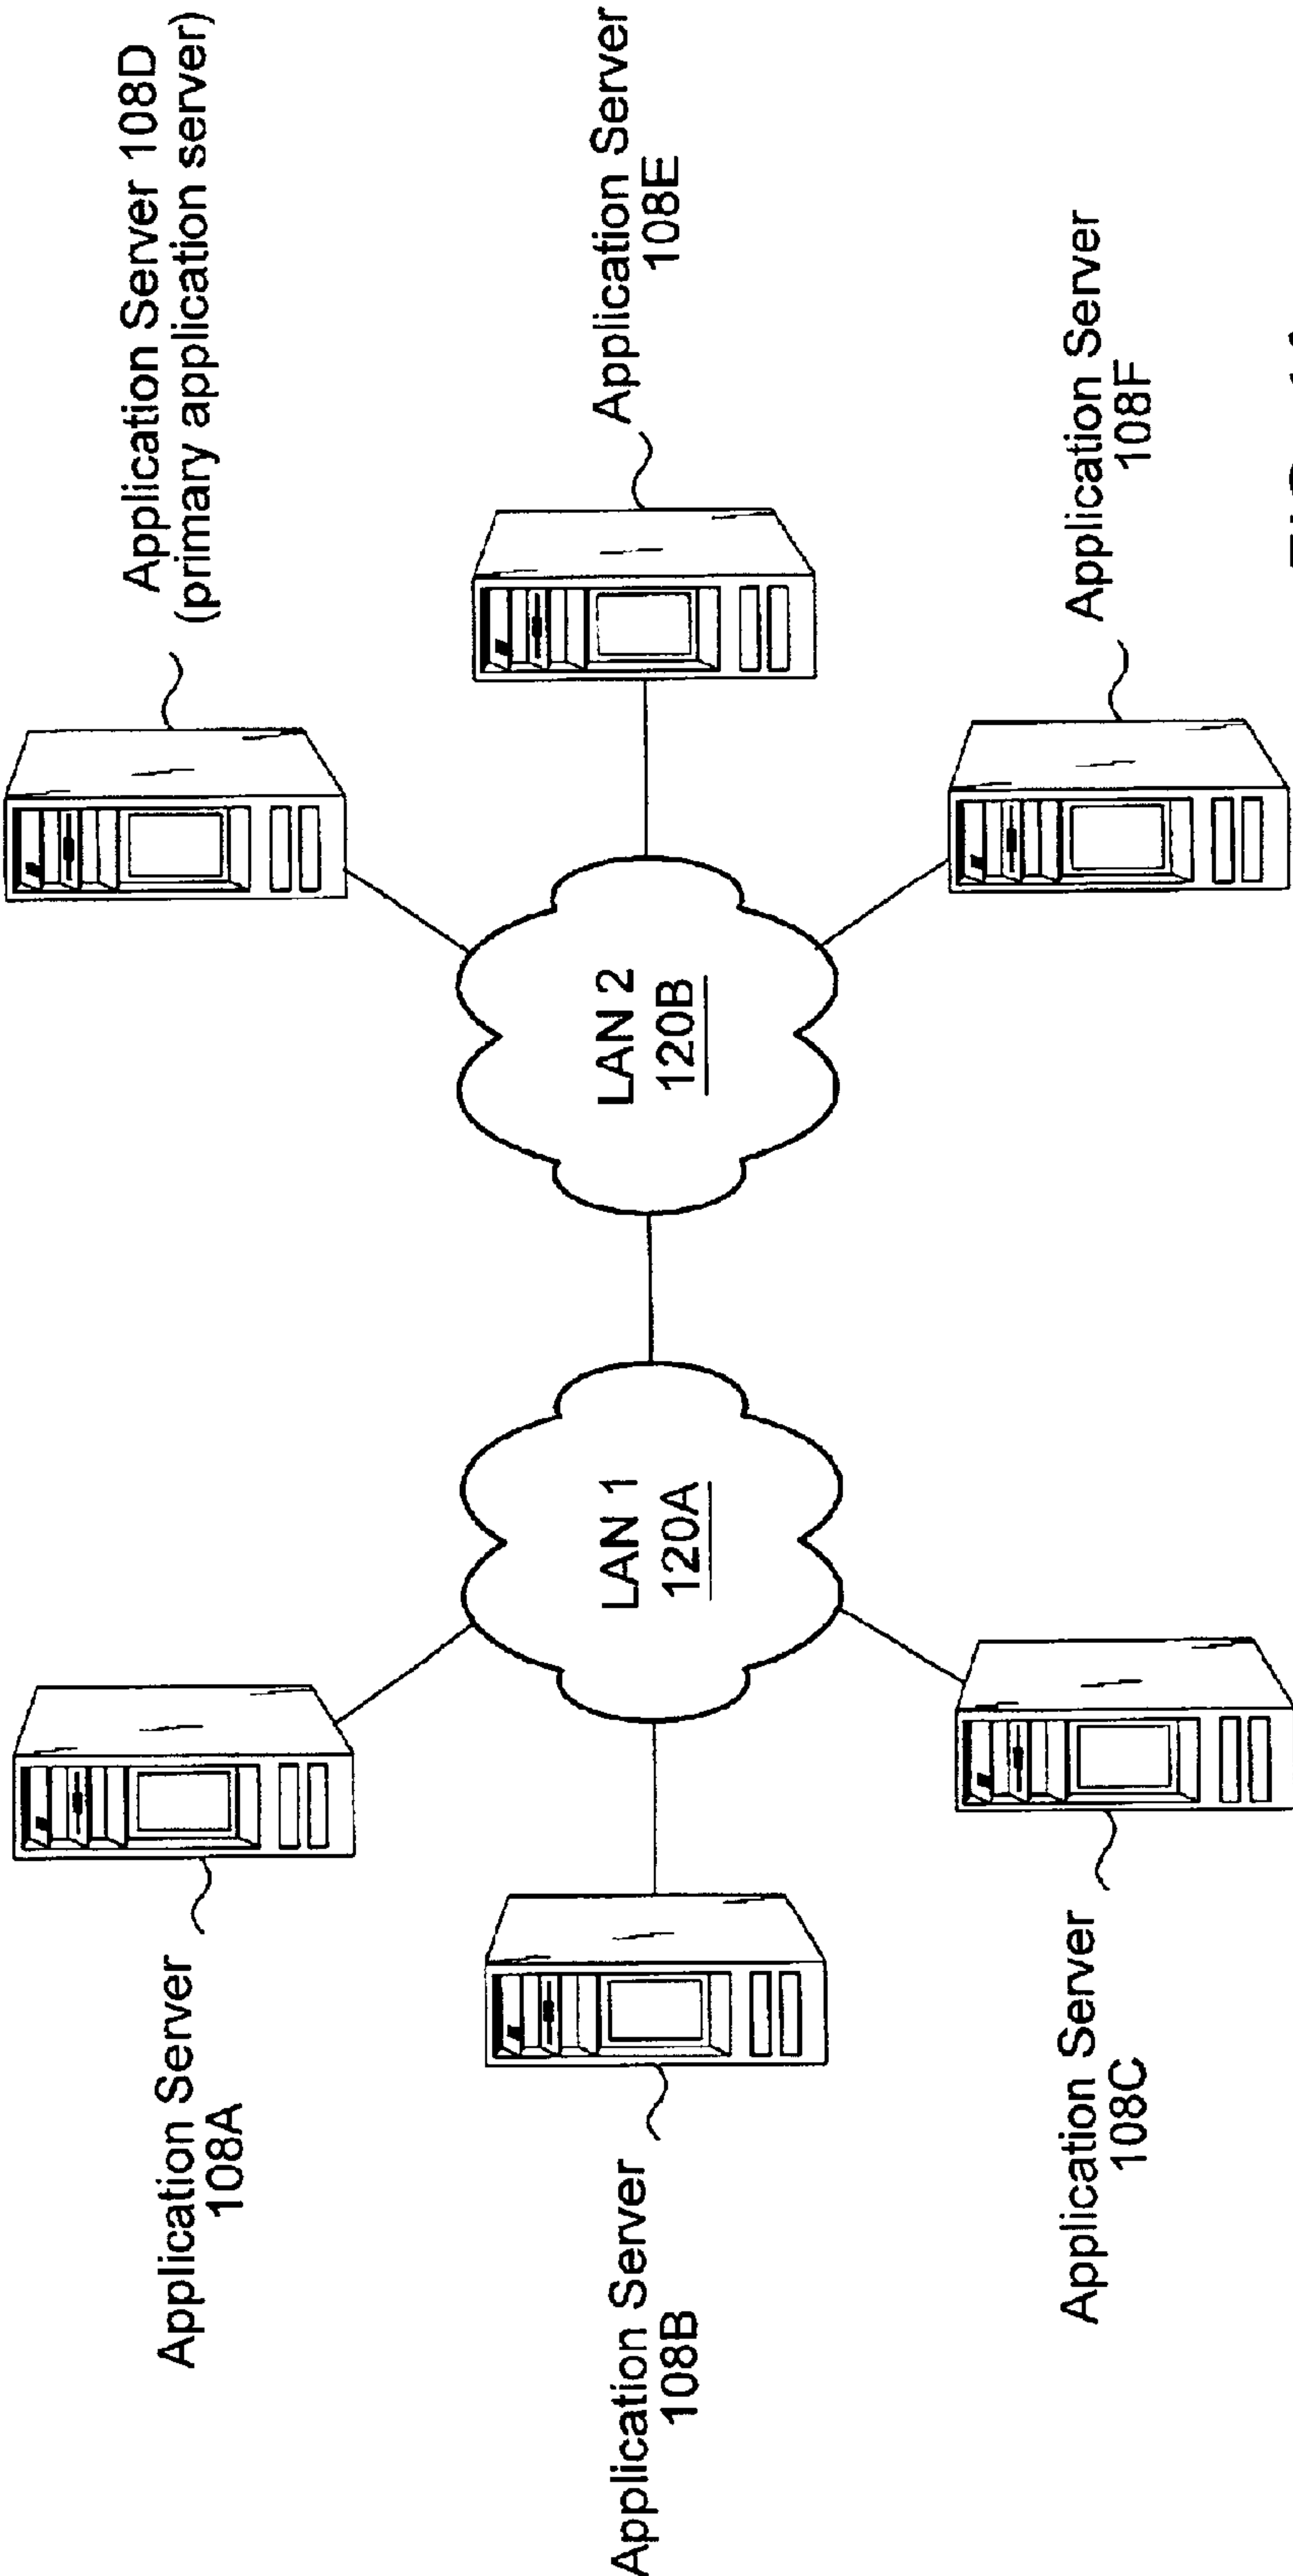 Application Server 108D
(primary application server)
Application Server
108A
Application Server
108E
LAN 1
120A
LAN 2
120B
Application Server
108B
Application Server
108F
Application Server
108C